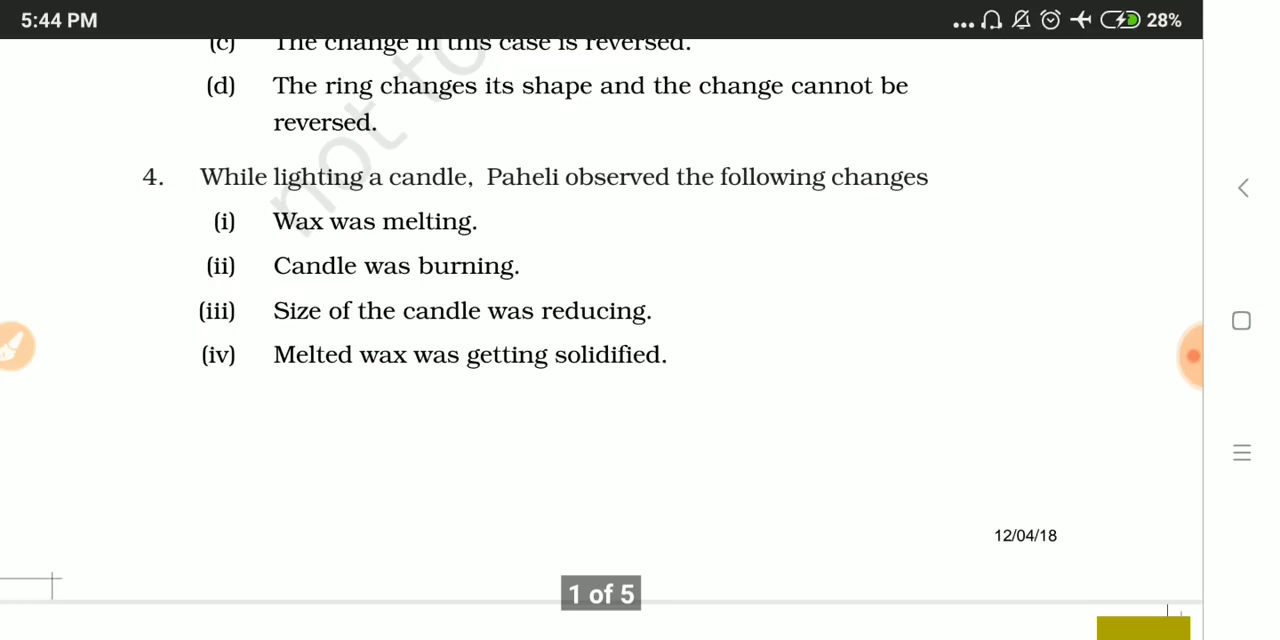 5:44 PM
... 28%
(c) The change in this case is reversed.
(d) The ring changes its shape and the change cannot be
reversed.
not to
4. While lighting a candle, Paheli observed the following changes
(i) Wax was melting.
(ii) Candle was burning.
(iii) Size of the candle was reducing.
(iv) Melted wax was getting solidified.
12/04/18
1 of 5